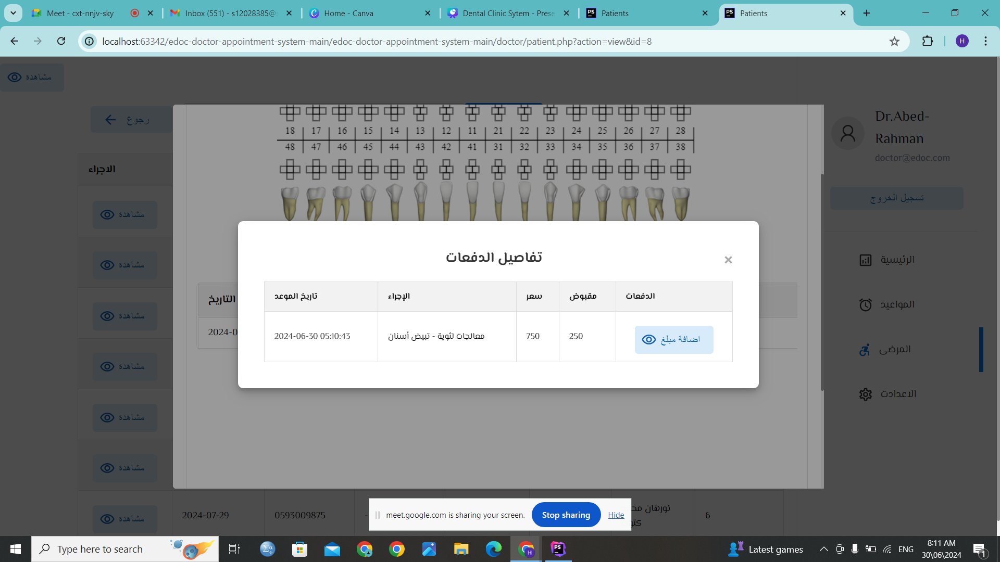 Meet - cxt-nnjv-sky
Inbox (551) - s12028385@
Home - Canva
Dental Clinic Sytem - Prese
Patients
Patients
localhost:63342/edoc-doctor-appointment-system-main/edoc-doctor-appointment-system-main/doctor/patient.php?action=view&id=8
H
مشاهدة
رجوع
Dr.Abed-
Rahman
doctor@edoc.com
تسجيل الخروج
الرئيسية
المواعيد
المرضى
الاعدادت
18 17 16 15 14 13 12 11 21 22 23 24 25 26 27 28
48 47 46 45 44 43 42 41 31 32 33 34 35 36 37 38
الاجراء
مشاهدة
مشاهدة
مشاهدة
مشاهدة
مشاهدة
مشاهدة
مشاهدة
التاريخ
2024-0
تفاصيل الدفعات
×
تاريخ الموعد الإجراء سعر مقبوض الدفعات
2024-06-30 05:10:43 معالجات لثوية - تبيض أسنان 750 250 اضافة مبلغ
2024-07-29 0593009875 - نورهان 6
meet.google.com is sharing your screen. Stop sharing Hide
Type here to search
Latest games
ENG
8:11 AM
30\06\2024
1